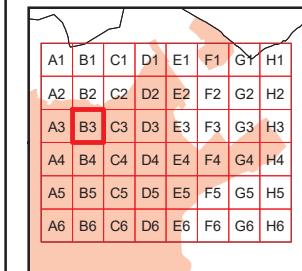 A1 B1 C1 D1 E1 F1 G1 H1
A2 B2 C2 D2 E2 F2 G2 H2
A3 B3 C3 D3 E3 F3 G3 H3
A4 B4 C4 D4 E4 F4 G4 H4
A5 B5 C5 D5 E5 F5 G5 H5
A6 B6 C6 D6 E6 F6 G6 H6